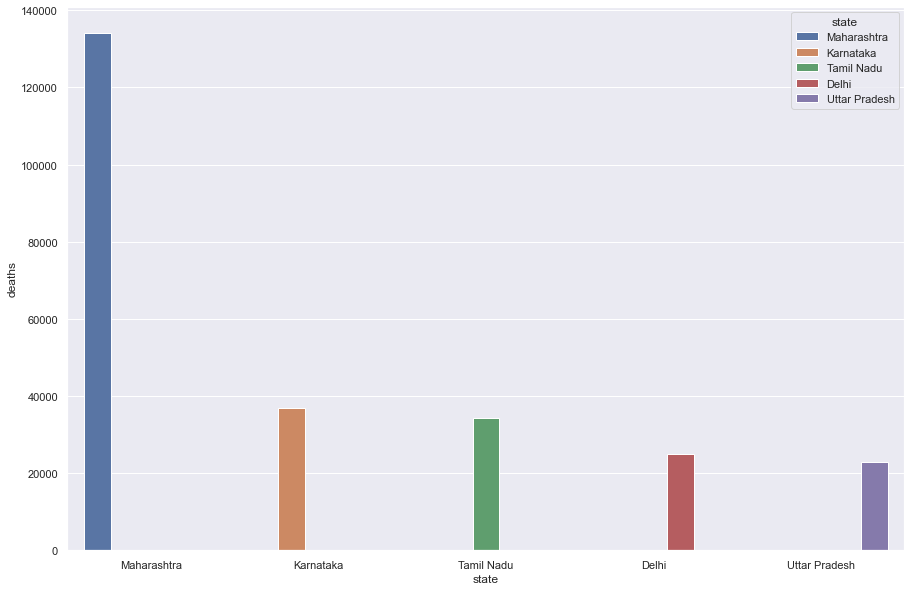 140000
120000
100000
80000
60000
40000
20000
0
deaths
state
Maharashtra
Karnataka
Tamil Nadu
Delhi
Uttar Pradesh
Maharashtra Karnataka Tamil Nadu Delhi Uttar Pradesh
state